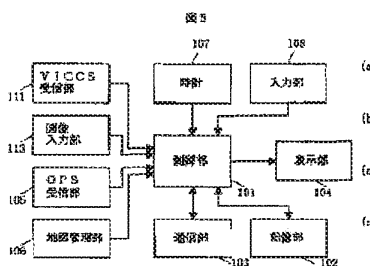 図3
107
108
ＶＩＣＣＳ
受信部
111
時計
入力部
画像
入力部
113
制御部
表示部
ＧＰＳ
受信部
105
101
104
地図管理部
106
通信部
103
記憶部
102
(a
(b